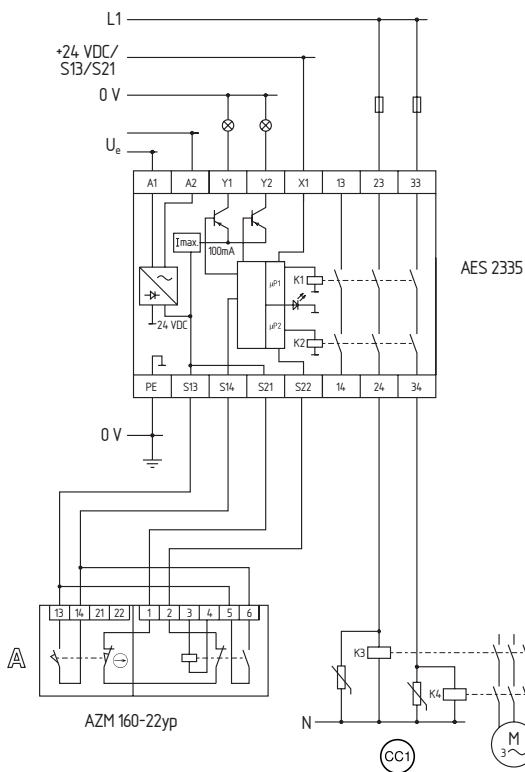 L1
+24 VDC/
S13/S21
0 V
Ue
A1 A2 Y1 Y2 X1 13 23 33
Imax. 100mA
µP1 K1
AES 2335
24 VDC
µP2 K2
PE S13 S14 S21 S22 14 24 34
0 V
13 14 21 22 1 2 3 4 5 6
A
K3
K4
AZM 160-22yp
N
CC1
M
3